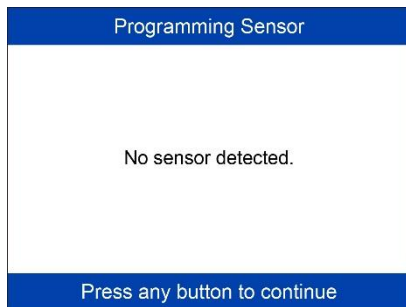 Programming Sensor
No sensor detected.
Press any button to continue